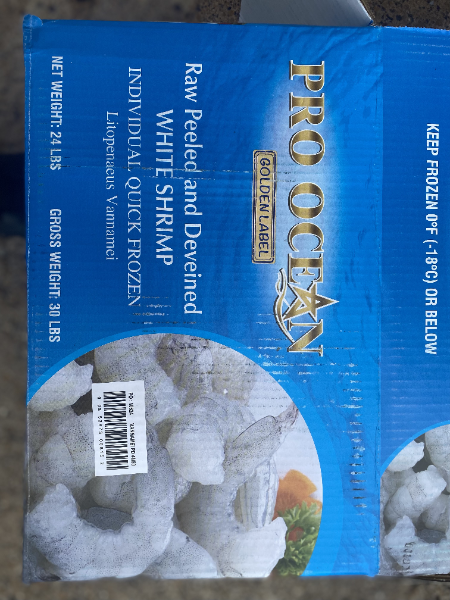 PRO OCEAN
GOLDEN LABEL
Raw Peeled and Deveined
WHITE SHRIMP
INDIVIDUAL QUICK FROZEN
Litopenaeus Vannamei
NET WEIGHT: 24 LBS
GROSS WEIGHT: 30 LBS
KEEP FROZEN 0°F (-18°C) OR BELOW